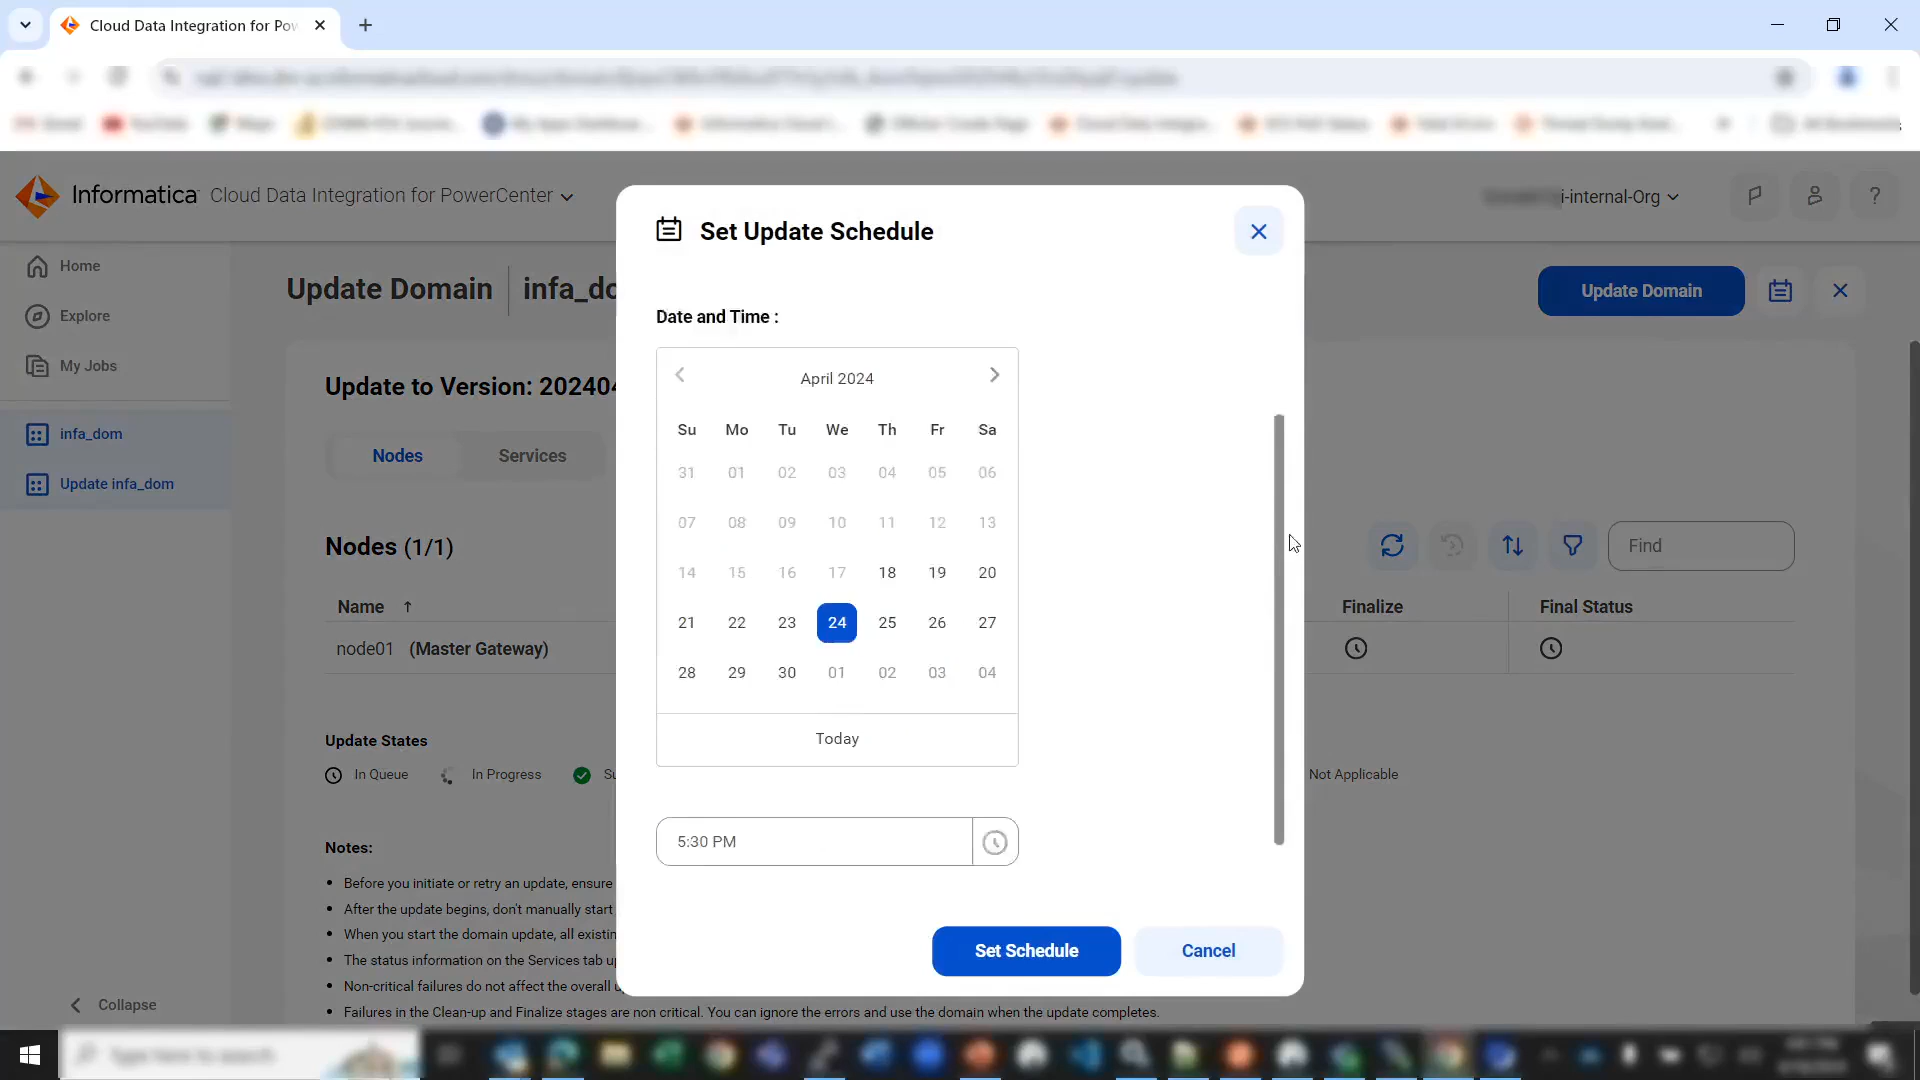 Cloud Data Integration for Pow
Informatica Cloud Data Integration for PowerCenter
i-internal-Org
?
Home
Explore
My Jobs
infa_dom
Update infa_dom
Collapse
Update Domain infa_do
Update Domain
Update to Version: 20240
Nodes Services
Nodes (1/1)
Find
Name ↑ Finalize Final Status
node01 (Master Gateway)
Update States
In Queue In Progress Su Not Applicable
Notes:
• Before you initiate or retry an update, ensure
• After the update begins, don't manually start
• When you start the domain update, all existin
• The status information on the Services tab u
• Non-critical failures do not affect the overall u
• Failures in the Clean-up and Finalize stages are non critical. You can ignore the errors and use the domain when the update completes.
Set Update Schedule
Date and Time :
April 2024
Su Mo Tu We Th Fr Sa
31 01 02 03 04 05 06
07 08 09 10 11 12 13
14 15 16 17 18 19 20
21 22 23 24 25 26 27
28 29 30 01 02 03 04
Today
5:30 PM
Set Schedule Cancel